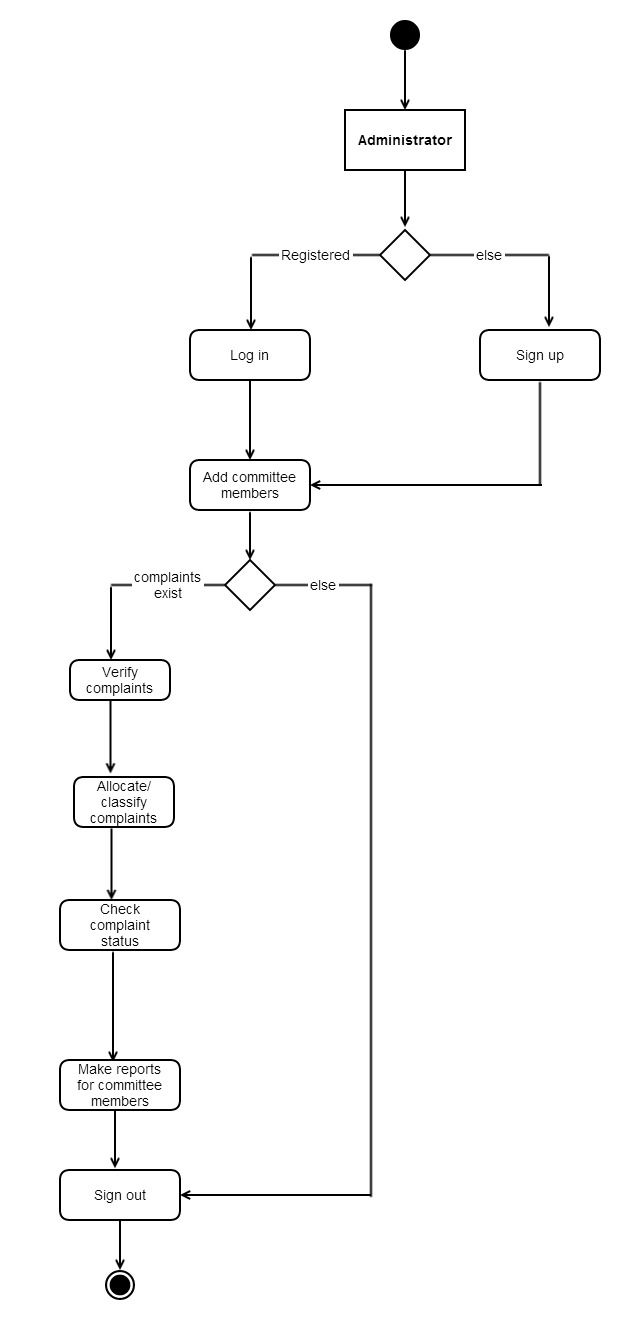 Administrator
Registered
else
Log in
Sign up
Add committee
members
complaints
exist
else
Verify
complaints
Allocate/
classify
complaints
Check
complaint
status
Make reports
for committee
members
Sign out